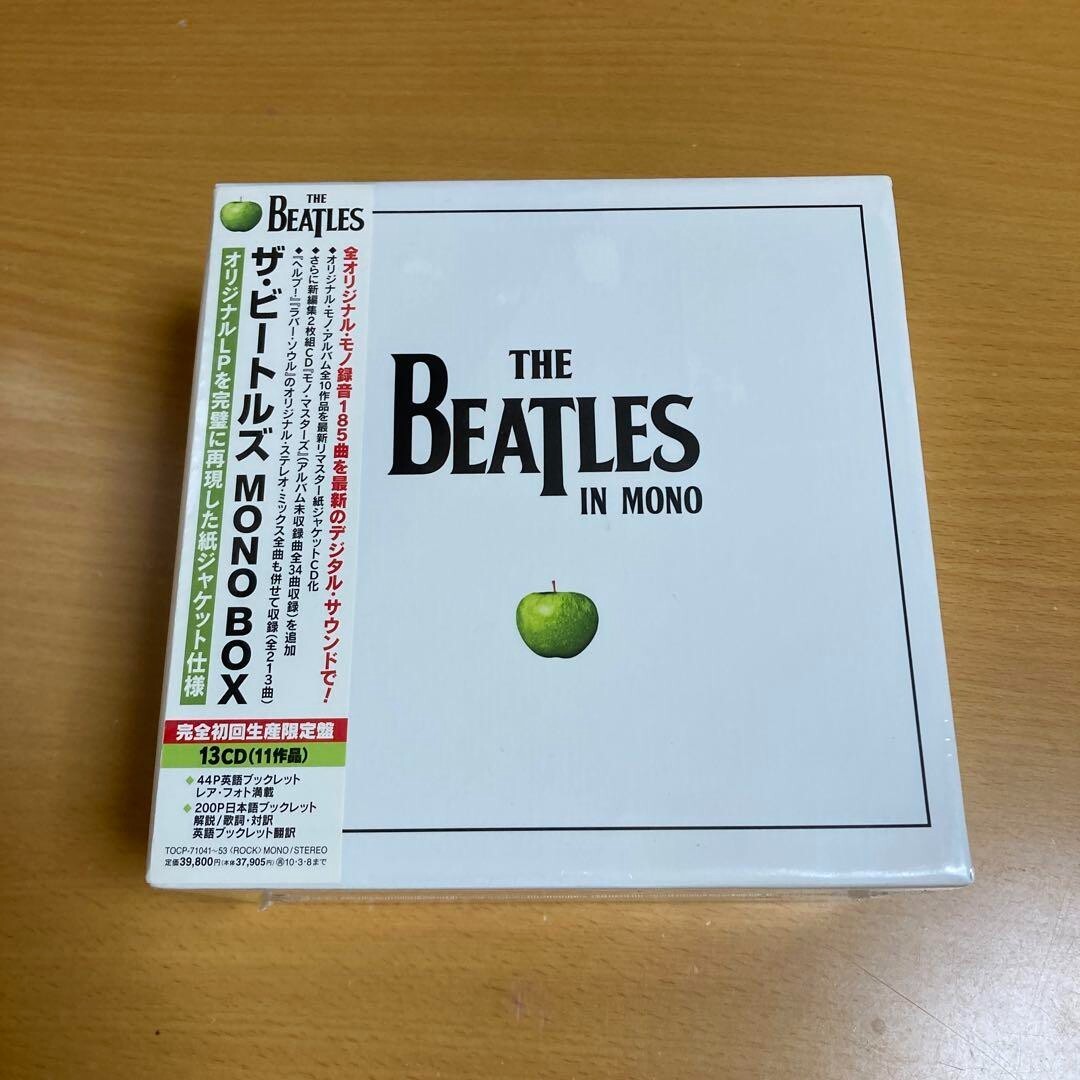 THE
BEATLES
全オリジナル・モノ録音185曲を最新のデジタル・サウンドで!
◆オリジナル・モノ・アルバム全10作品を最新リマスター紙ジャケットCD化
◆さらに新編集2枚組CD『モノ・マスターズ』(アルバム未収録曲全34曲収録)を追加
◆『ヘルプ!』『ラバー・ソウル』のオリジナル・ステレオ・ミックス全曲も併せて収録(全213曲)
ザ・ビートルズ MONO BOX
オリジナルLPを完璧に再現した紙ジャケット仕様
完全初回生産限定盤
13CD(11作品)
◆44P英語ブックレット
レア・フォト満載
◆200P日本語ブックレット
解説/歌詞・対訳
英語ブックレット翻訳
TOCP-71041~53〈ROCK〉MONO/STEREO
定価39,800円(本体37,905円)㋐10・3・8まで
THE
BEATLES
IN MONO